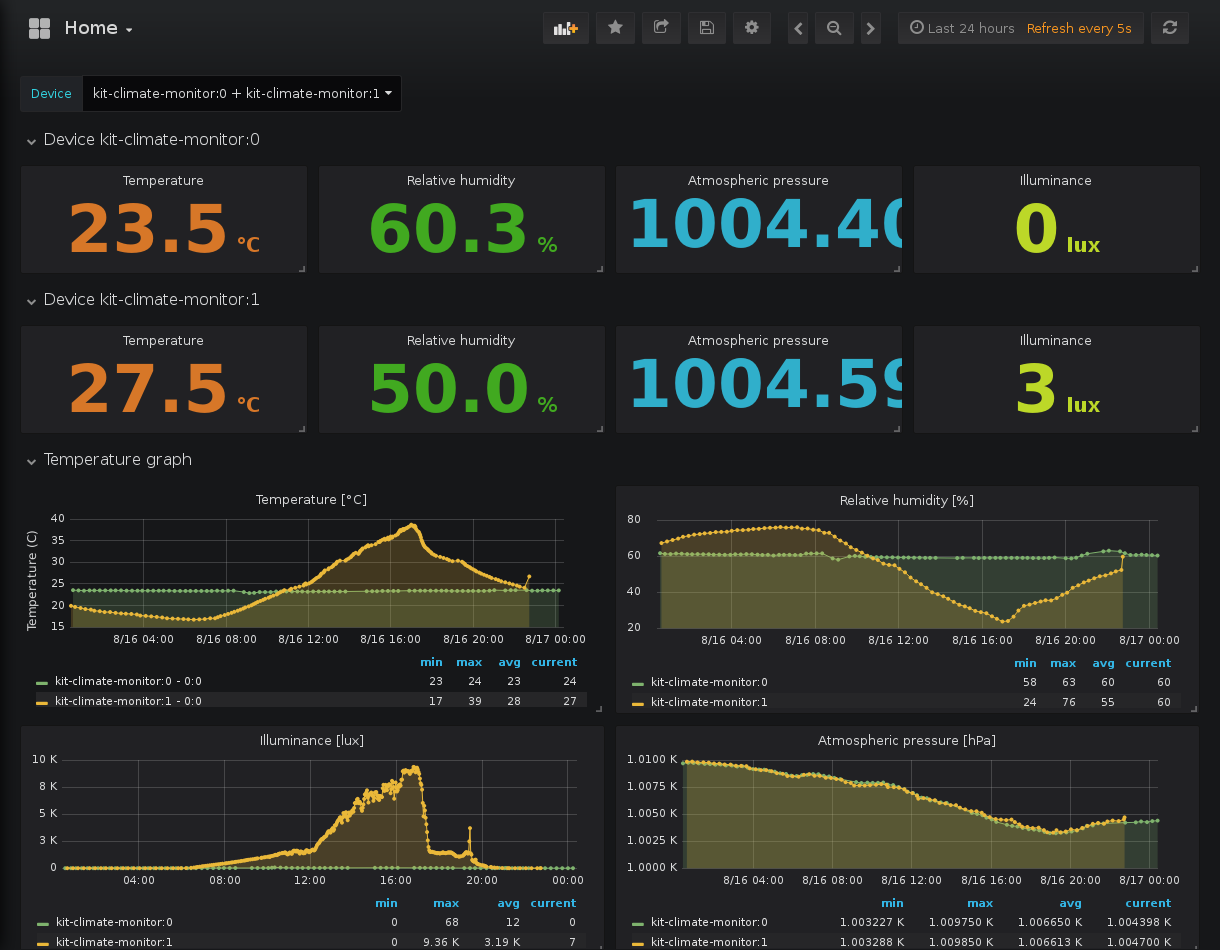 Home
Last 24 hours Refresh every 5s
Device kit-climate-monitor:0 + kit-climate-monitor:1
Device kit-climate-monitor:0
Temperature Relative humidity Atmospheric pressure Illuminance
23.5 °C 60.3 % 1004.40 0 lux
Device kit-climate-monitor:1
Temperature Relative humidity Atmospheric pressure Illuminance
27.5 °C 50.0 % 1004.59 3 lux
Temperature graph
Temperature [°C]
Temperature (C)
40
35
30
25
20
15
8/16 04:00 8/16 08:00 8/16 12:00 8/16 16:00 8/16 20:00 8/17 00:00
min max avg current
kit-climate-monitor:0 - 0:0 23 24 23 24
kit-climate-monitor:1 - 0:0 17 39 28 27
Relative humidity [%]
80
60
40
20
8/16 04:00 8/16 08:00 8/16 12:00 8/16 16:00 8/16 20:00 8/17 00:00
min max avg current
kit-climate-monitor:0 58 63 60 60
kit-climate-monitor:1 24 76 55 60
Illuminance [lux]
10 K
8 K
5 K
3 K
0
04:00 08:00 12:00 16:00 20:00 00:00
min max avg current
kit-climate-monitor:0 0 68 12 0
kit-climate-monitor:1 0 9.36 K 3.19 K 7
Atmospheric pressure [hPa]
1.0100 K
1.0075 K
1.0050 K
1.0025 K
1.0000 K
8/16 04:00 8/16 08:00 8/16 12:00 8/16 16:00 8/16 20:00 8/17 00:00
min max avg current
kit-climate-monitor:0 1.003227 K 1.009750 K 1.006650 K 1.004398 K
kit-climate-monitor:1 1.003288 K 1.009850 K 1.006613 K 1.004700 K